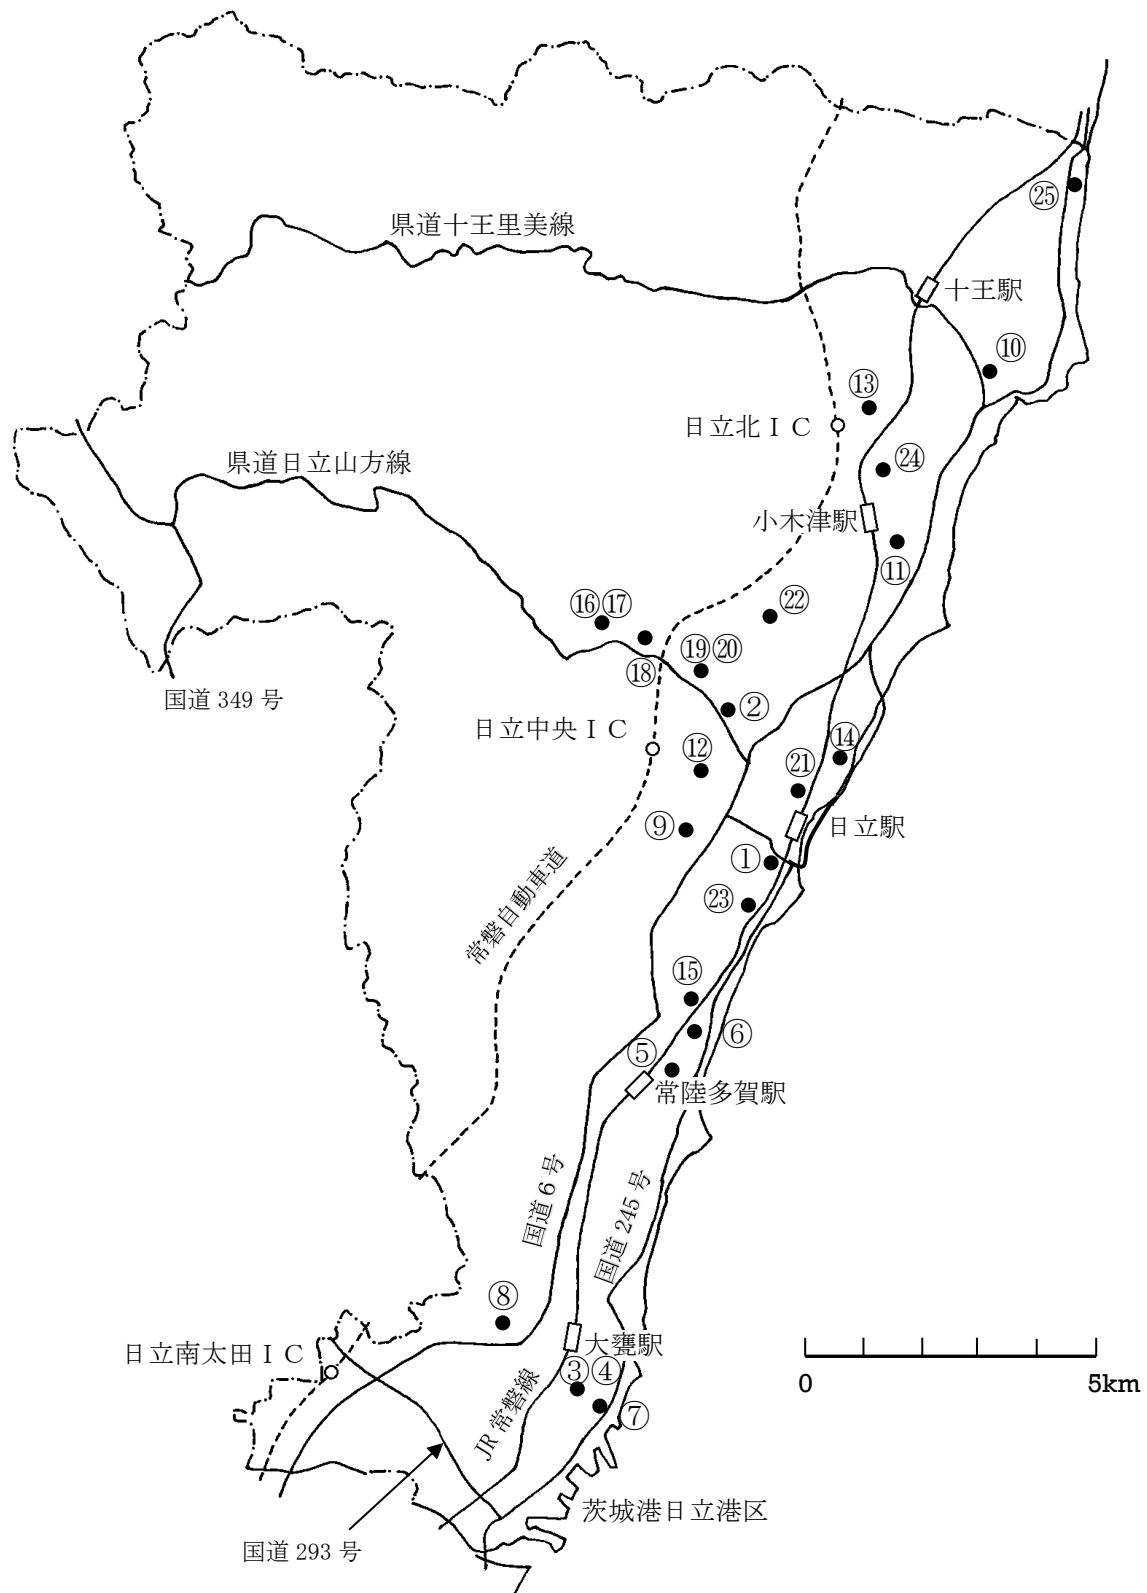 ㉕
県道十王里美線
十王駅
⑩
⑬
日立北ＩＣ
㉔
県道日立山方線
小木津駅
⑪
⑯⑰
㉒
⑲⑳
⑱
国道 349 号
②
日立中央ＩＣ
⑫
⑭
㉑
⑨
日立駅
①
常磐自動車道
㉓
⑮
⑥
⑤
常陸多賀駅
国道６号
国道 245 号
⑧
日立南太田ＩＣ
大甕駅
③④
0
5km
JR 常磐線
⑦
茨城港日立港区
国道 293 号